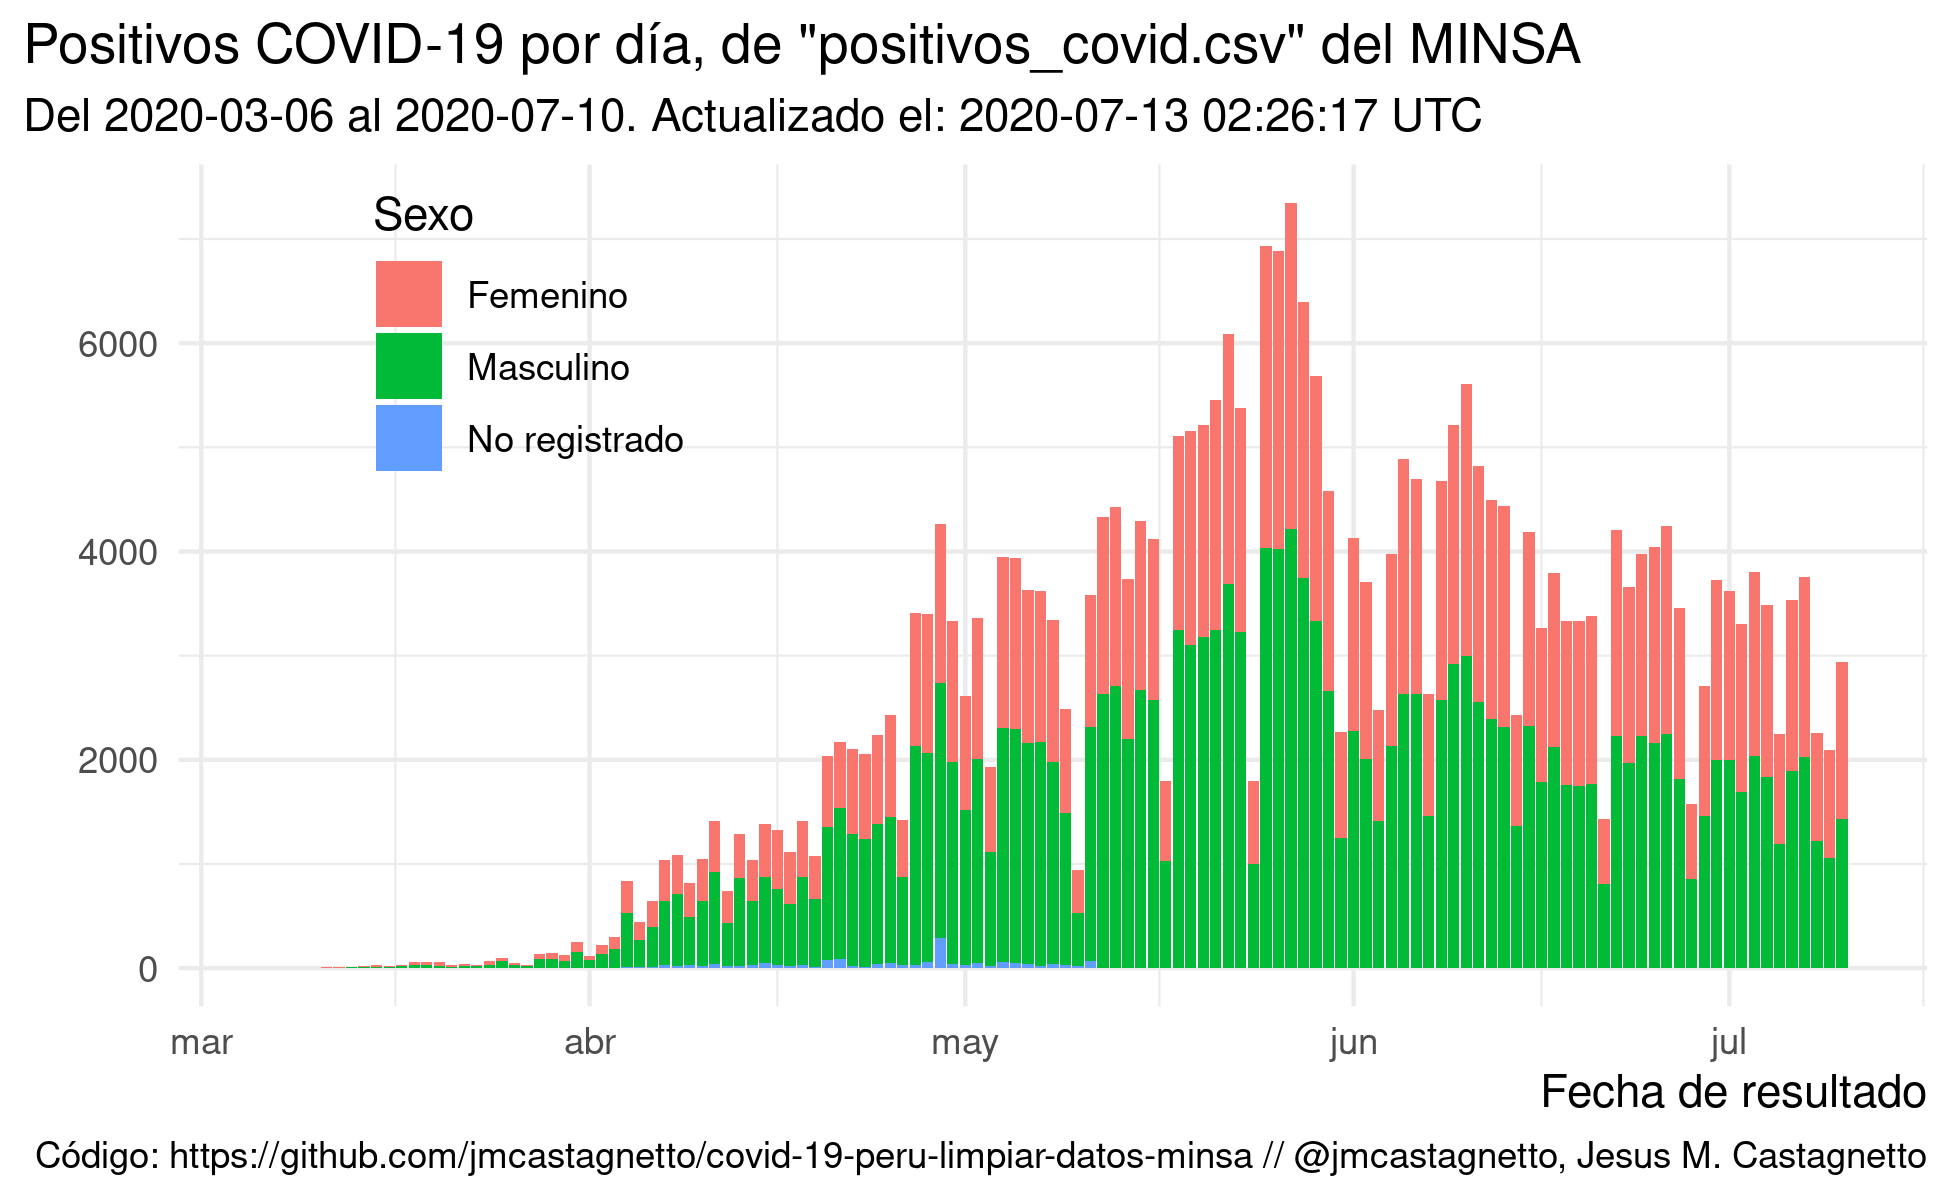 Positivos COVID-19 por día, de "positivos_covid.csv" del MINSA
Del 2020-03-06 al 2020-07-10. Actualizado el: 2020-07-13 02:26:17 UTC
Sexo
Femenino
Masculino
No registrado
6000
4000
2000
0
mar abr may jun jul
Fecha de resultado
Código: https://github.com/jmcastagnetto/covid-19-peru-limpiar-datos-minsa // @jmcastagnetto, Jesus M. Castagnetto